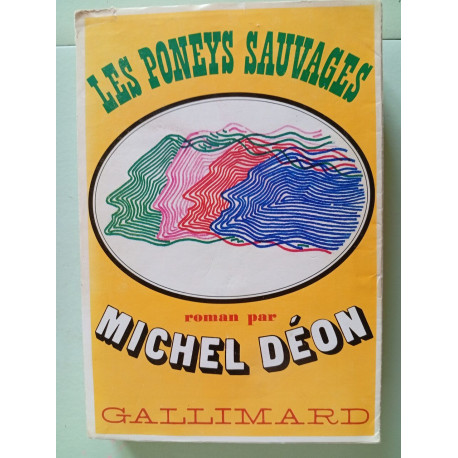 LES PONEYS SAUVAGES
roman par
MICHEL DÉON
GALLIMARD